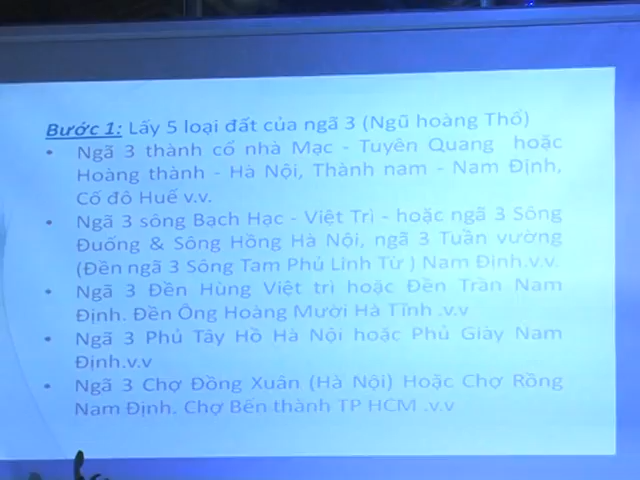 Bước 1: Lấy 5 loại đất của ngã 3 (Ngũ hoàng Thổ)
• Ngã 3 thành cổ nhà Mạc - Tuyên Quang hoặc
Hoàng thành - Hà Nội, Thành nam - Nam Định,
Cố đô Huế v.v.
• Ngã 3 sông Bạch Hạc - Việt Trì - hoặc ngã 3 Sông
Đuống & Sông Hồng Hà Nội, ngã 3 Tuần vường
(Đền ngã 3 Sông Tam Phủ Linh Từ ) Nam Định.v.v.
• Ngã 3 Đền Hùng Việt trì hoặc Đền Trần Nam
Định. Đền Ông Hoàng Mười Hà Tĩnh .v.v
• Ngã 3 Phủ Tây Hồ Hà Nội hoặc Phủ Giày Nam
Định.v.v
• Ngã 3 Chợ Đồng Xuân (Hà Nội) Hoặc Chợ Rồng
Nam Định. Chợ Bến thành TP HCM .v.v